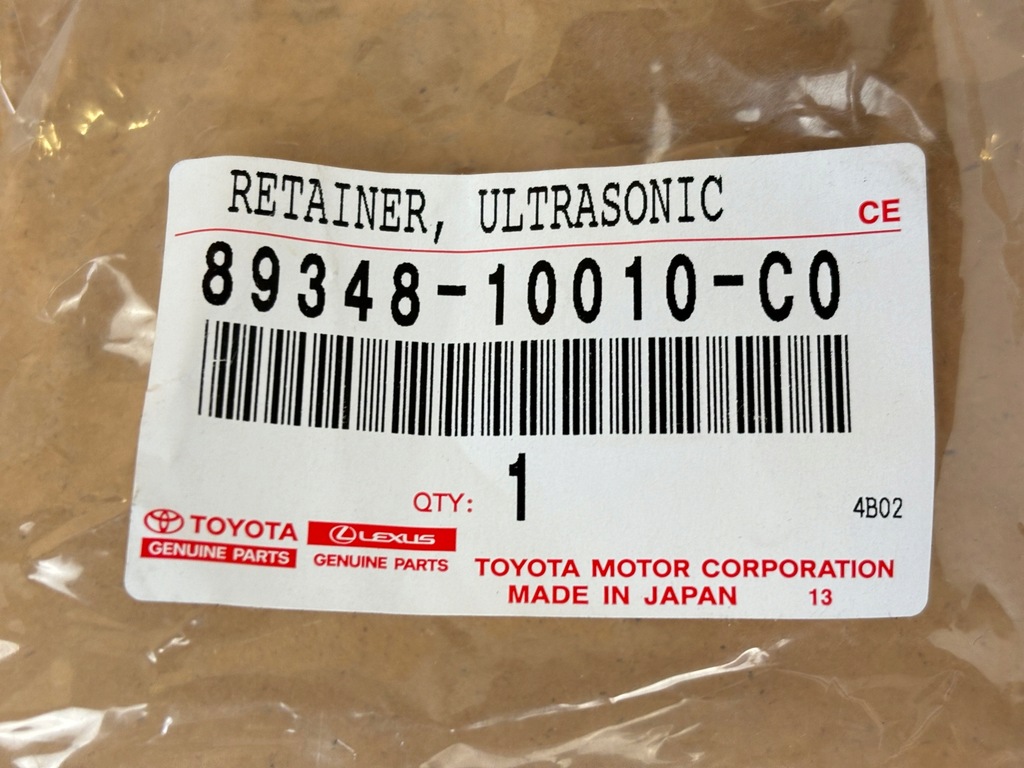 RETAINER, ULTRASONIC
CE
89348-10010-C0
QTY: 1
4B02
TOYOTA
GENUINE PARTS
LEXUS
GENUINE PARTS
TOYOTA MOTOR CORPORATION
MADE IN JAPAN 13